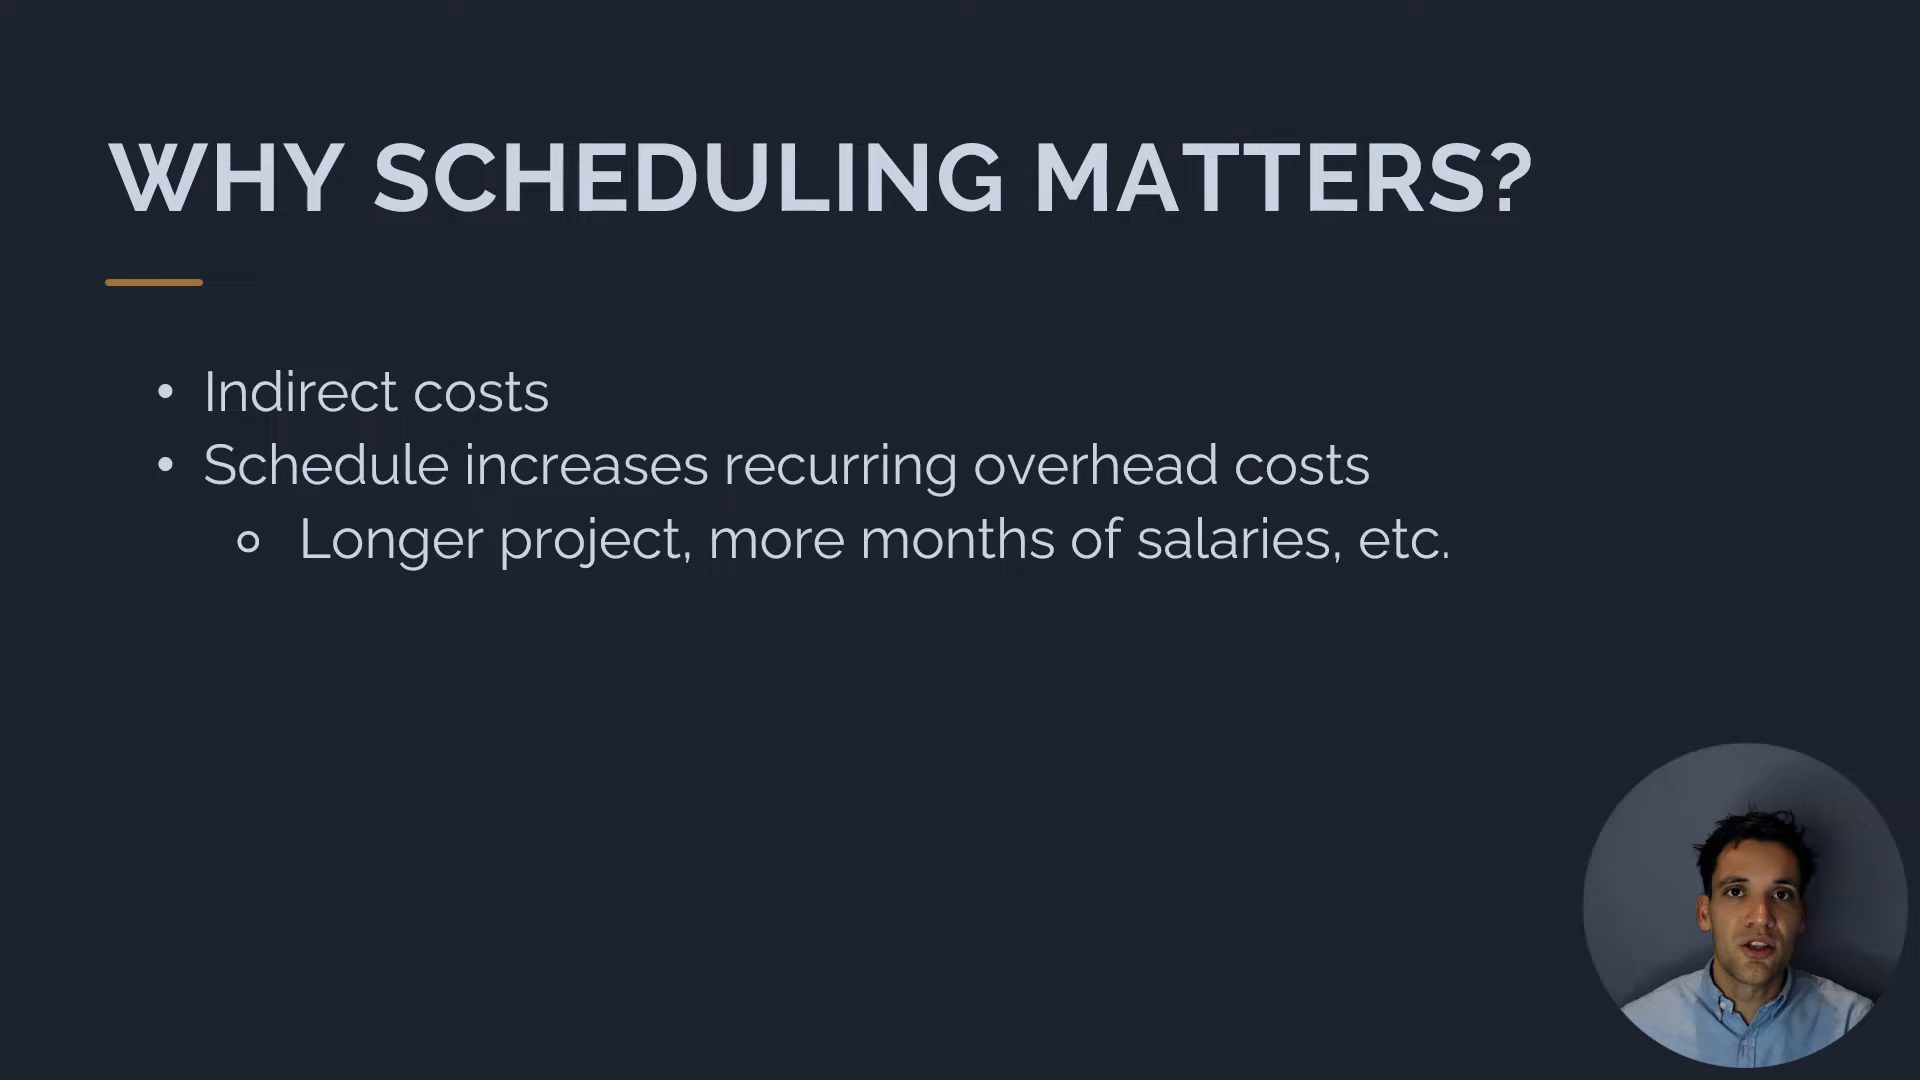 WHY SCHEDULING MATTERS?
• Indirect costs
• Schedule increases recurring overhead costs
o Longer project, more months of salaries, etc.